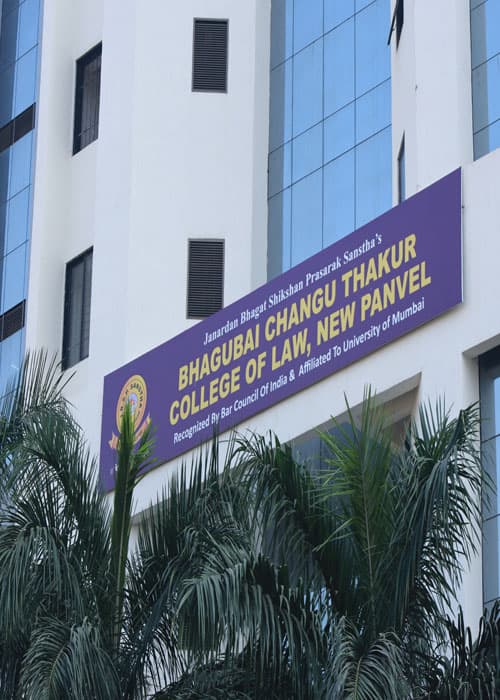 Janardan Bhagat Shikshan Prasarak Sanstha's
BHAGUBAI CHANGU THAKUR
COLLEGE OF LAW, NEW PANVEL
Recognized By Bar Council Of India & Affiliated To University of Mumbai